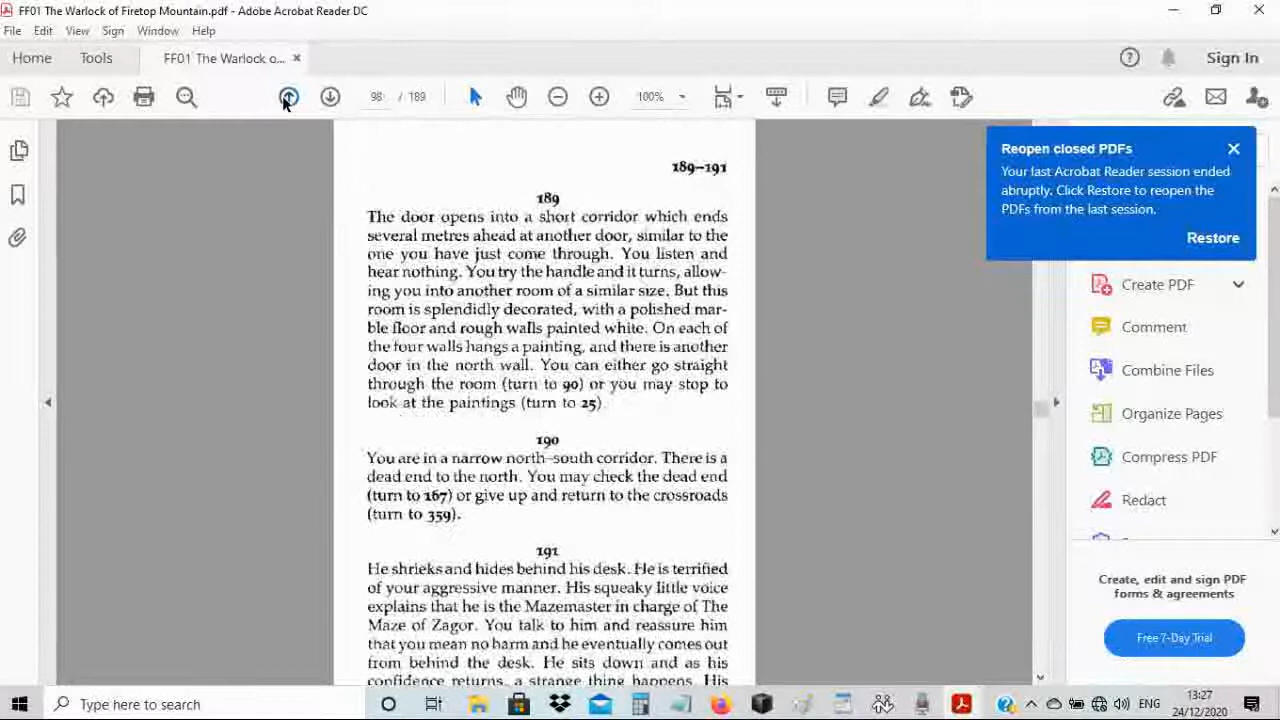 FF01 The Warlock of Firetop Mountain.pdf - Adobe Acrobat Reader DC
File Edit View Sign Window Help
Home Tools FF01 The Warlock o... Sign In
98 / 189 100%
189–191
189
The door opens into a short corridor which ends
several metres ahead at another door, similar to the
one you have just come through. You listen and
hear nothing. You try the handle and it turns, allow-
ing you into another room of a similar size. But this
room is splendidly decorated, with a polished mar-
ble floor and rough walls painted white. On each of
the four walls hangs a painting, and there is another
door in the north wall. You can either go straight
through the room (turn to 90) or you may stop to
look at the paintings (turn to 25).
190
You are in a narrow north–south corridor. There is a
dead end to the north. You may check the dead end
(turn to 167) or give up and return to the crossroads
(turn to 359).
191
He shrieks and hides behind his desk. He is terrified
of your aggressive manner. His squeaky little voice
explains that he is the Mazemaster in charge of The
Maze of Zagor. You talk to him and reassure him
that you mean no harm and he eventually comes out
from behind the desk. He sits down and as his
confidence returns, a strange thing happens. His
Reopen closed PDFs
Your last Acrobat Reader session ended
abruptly. Click Restore to reopen the
PDFs from the last session.
Restore
Create PDF
Comment
Combine Files
Organize Pages
Compress PDF
Redact
Create, edit and sign PDF
forms & agreements
Free 7-Day Trial
Type here to search
ENG
13:27
24/12/2020